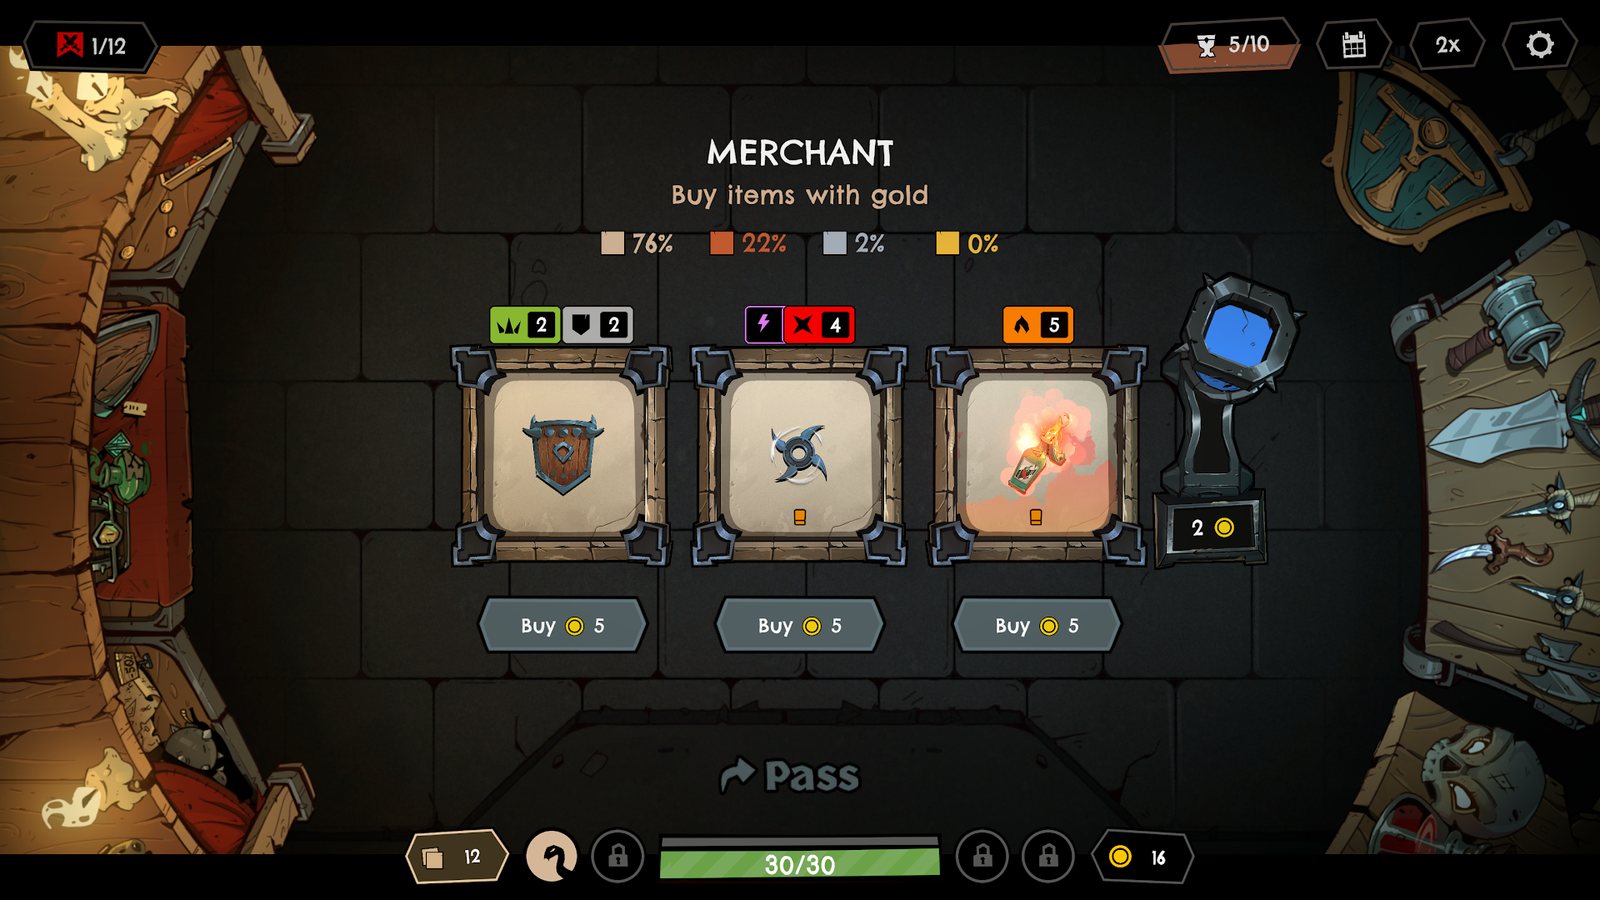 1/12
5/10
2x
MERCHANT
Buy items with gold
76% 22% 2% 0%
2 2 4 5
2
Buy 5 Buy 5 Buy 5
Pass
12 30/30 16